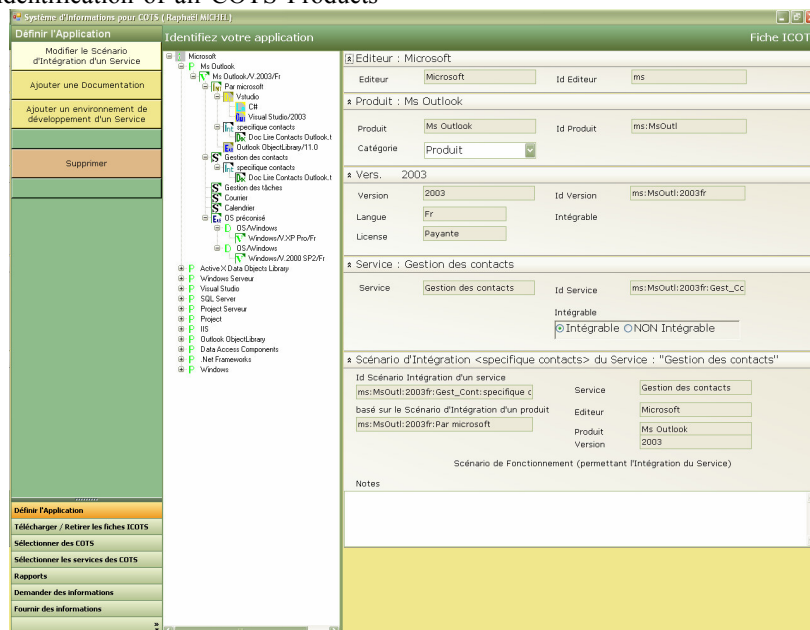 identification of an COTS Products
Système d'Informations pour COTS ( Raphaël MICHEL)
Définir l'Application
Identifiez votre application
Fiche ICOT
Modifier le Scénario
d'Intégration d'un Service
Ajouter une Documentation
Ajouter un environnement de
développement d'un Service
Supprimer
Définir l'Application
Télécharger / Retirer les fiches ICOTS
Sélectionner des COTS
Sélectionner les services des COTS
Rapports
Demander des informations
Fournir des informations
Microsoft
P Ms Outlook
V Ms Outlook/V.2003/Fr
Int Par microsoft
Vstudio
C#
Visual Studio/2003
Int specifique contacts
Doc Lire Contacts Outlook.t
Outlook ObjectLibrary/11.0
S Gestion des contacts
Int specifique contacts
Doc Lire Contacts Outlook.t
S Gestion des tâches
S Courrier
S Calendrier
Ex OS préconisé
D OS/Windows
V Windows/V.XP Pro/Fr
D OS/Windows
V Windows/V.2000 SP2/Fr
P Active X Data Objects Library
P Windows Serveur
P Visual Studio
P SQL Server
P Project Serveur
P Project
P IIS
P Outlook ObjectLibrary
P Data Access Components
P .Net Frameworks
P Windows
Editeur : Microsoft
Editeur Microsoft Id Editeur ms
Produit : Ms Outlook
Produit Ms Outlook Id Produit ms:MsOutl
Catégorie Produit
Vers. 2003
Version 2003 Id Version ms:MsOutl:2003fr
Langue Fr Intégrable
License Payante
Service : Gestion des contacts
Service Gestion des contacts Id Service ms:MsOutl:2003fr:Gest_Cc
Intégrable
Intégrable NON Intégrable
Scénario d'Intégration <specifique contacts> du Service : "Gestion des contacts"
Id Scénario Intégration d'un service
ms:MsOutl:2003fr:Gest_Cont:specifique c Service Gestion des contacts
basé sur le Scénario d'Intégration d'un produit Editeur Microsoft
ms:MsOutl:2003fr:Par microsoft Produit Ms Outlook
Version 2003
Scénario de Fonctionnement (permettant l'Intégration du Service)
Notes